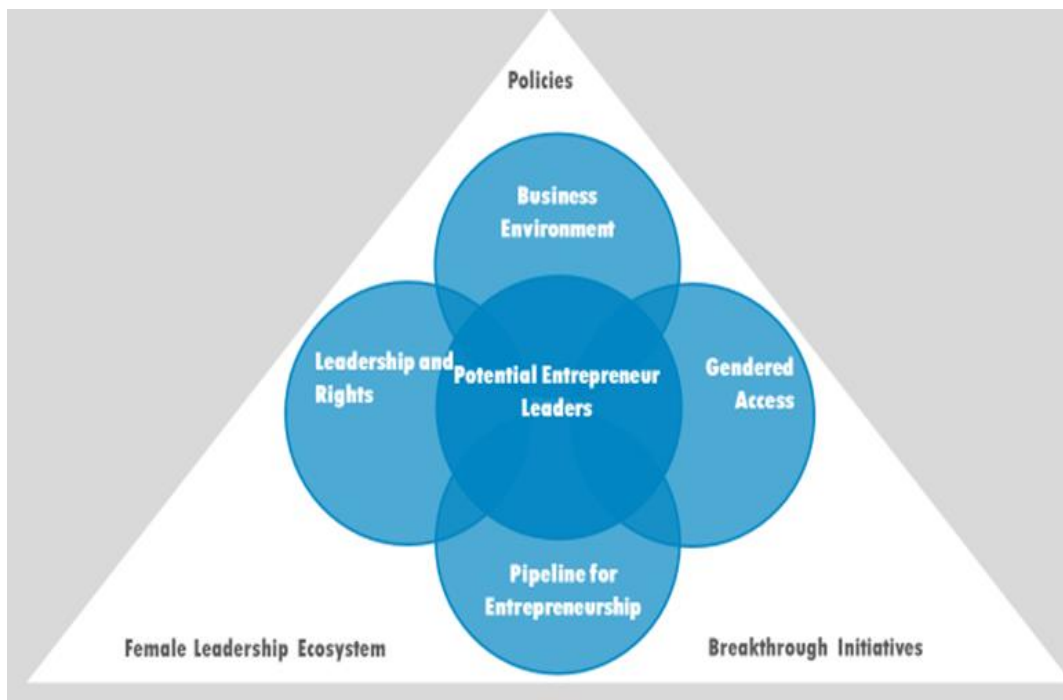 Policies
Business
Environment
Leadership and
Rights
Potential Entrepreneur
Leaders
Gendered
Access
Pipeline for
Entrepreneurship
Female Leadership Ecosystem
Breakthrough Initiatives